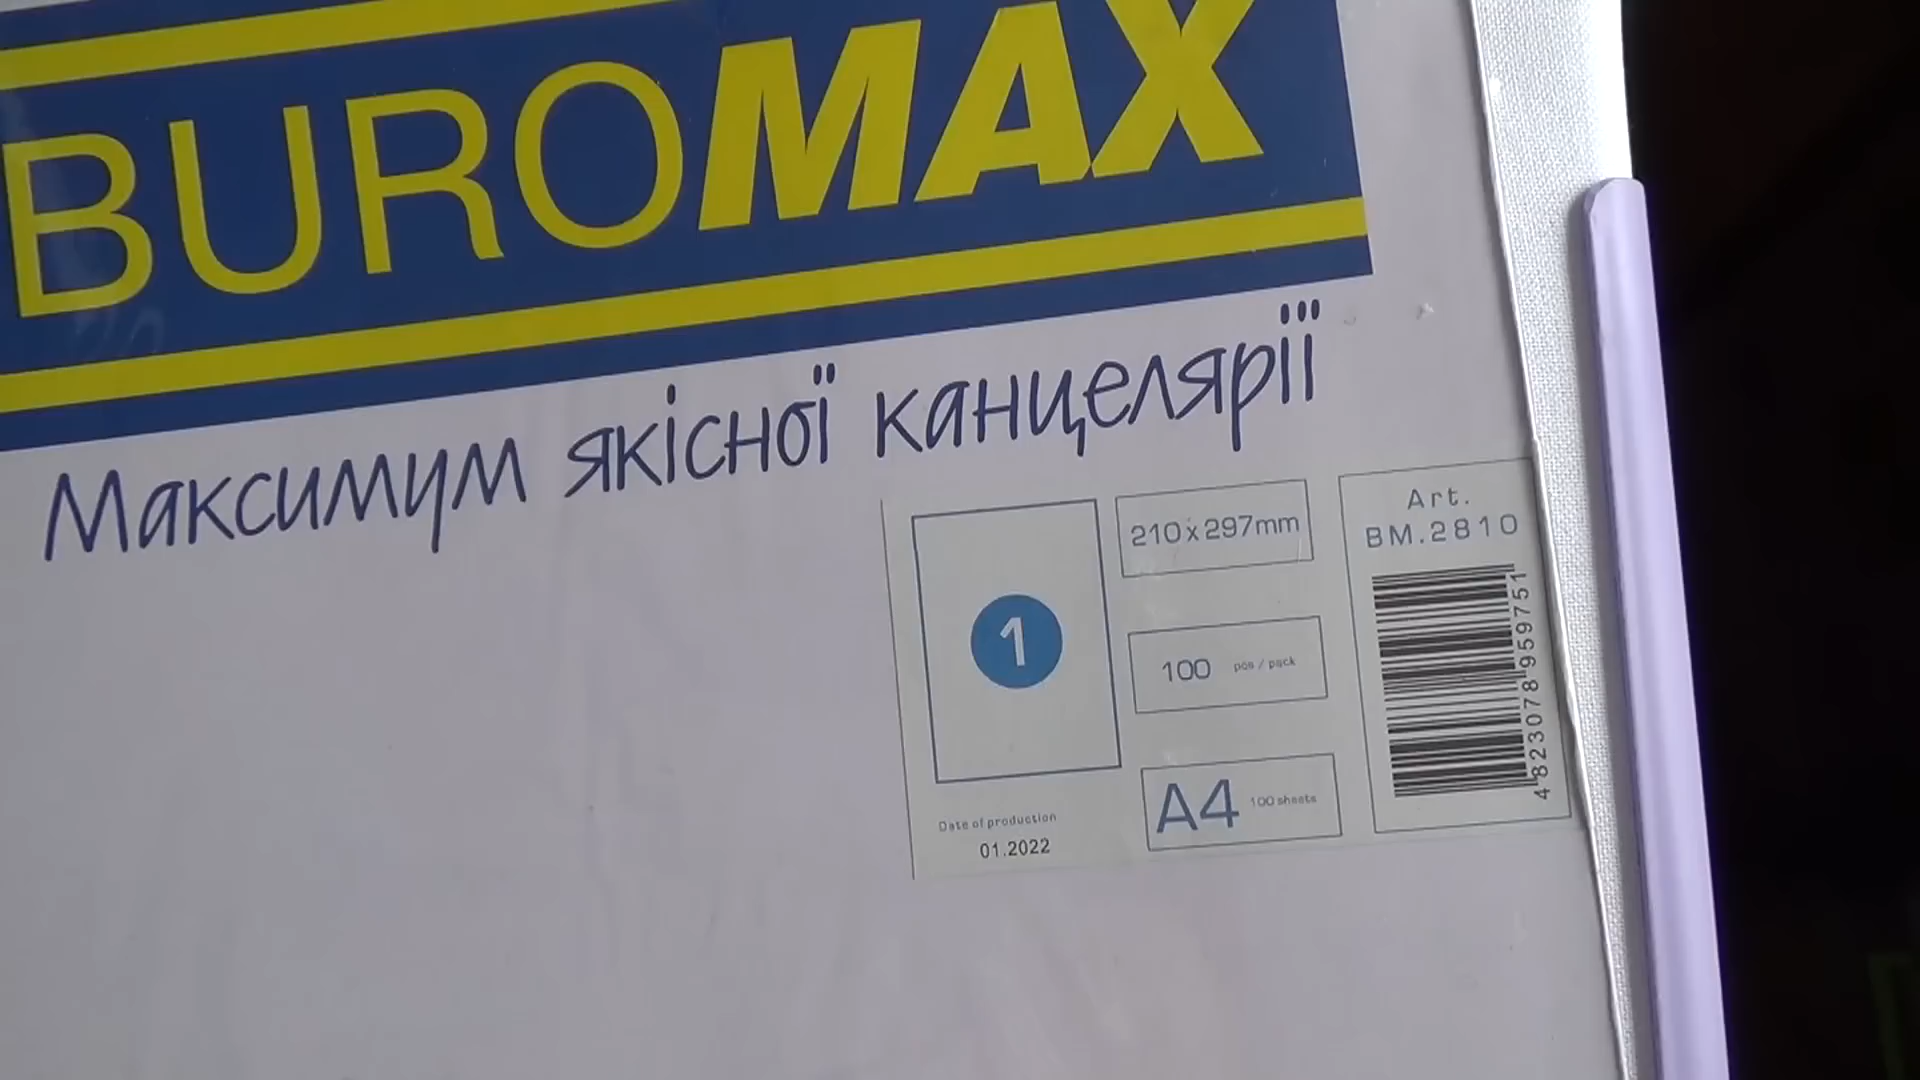 BUROMAX
Максимум якісної канцелярії
1
210x297mm
100 pcs / pack
A4 100 sheets
Date of production
01.2022
Art.
BM.2810
4823078959751